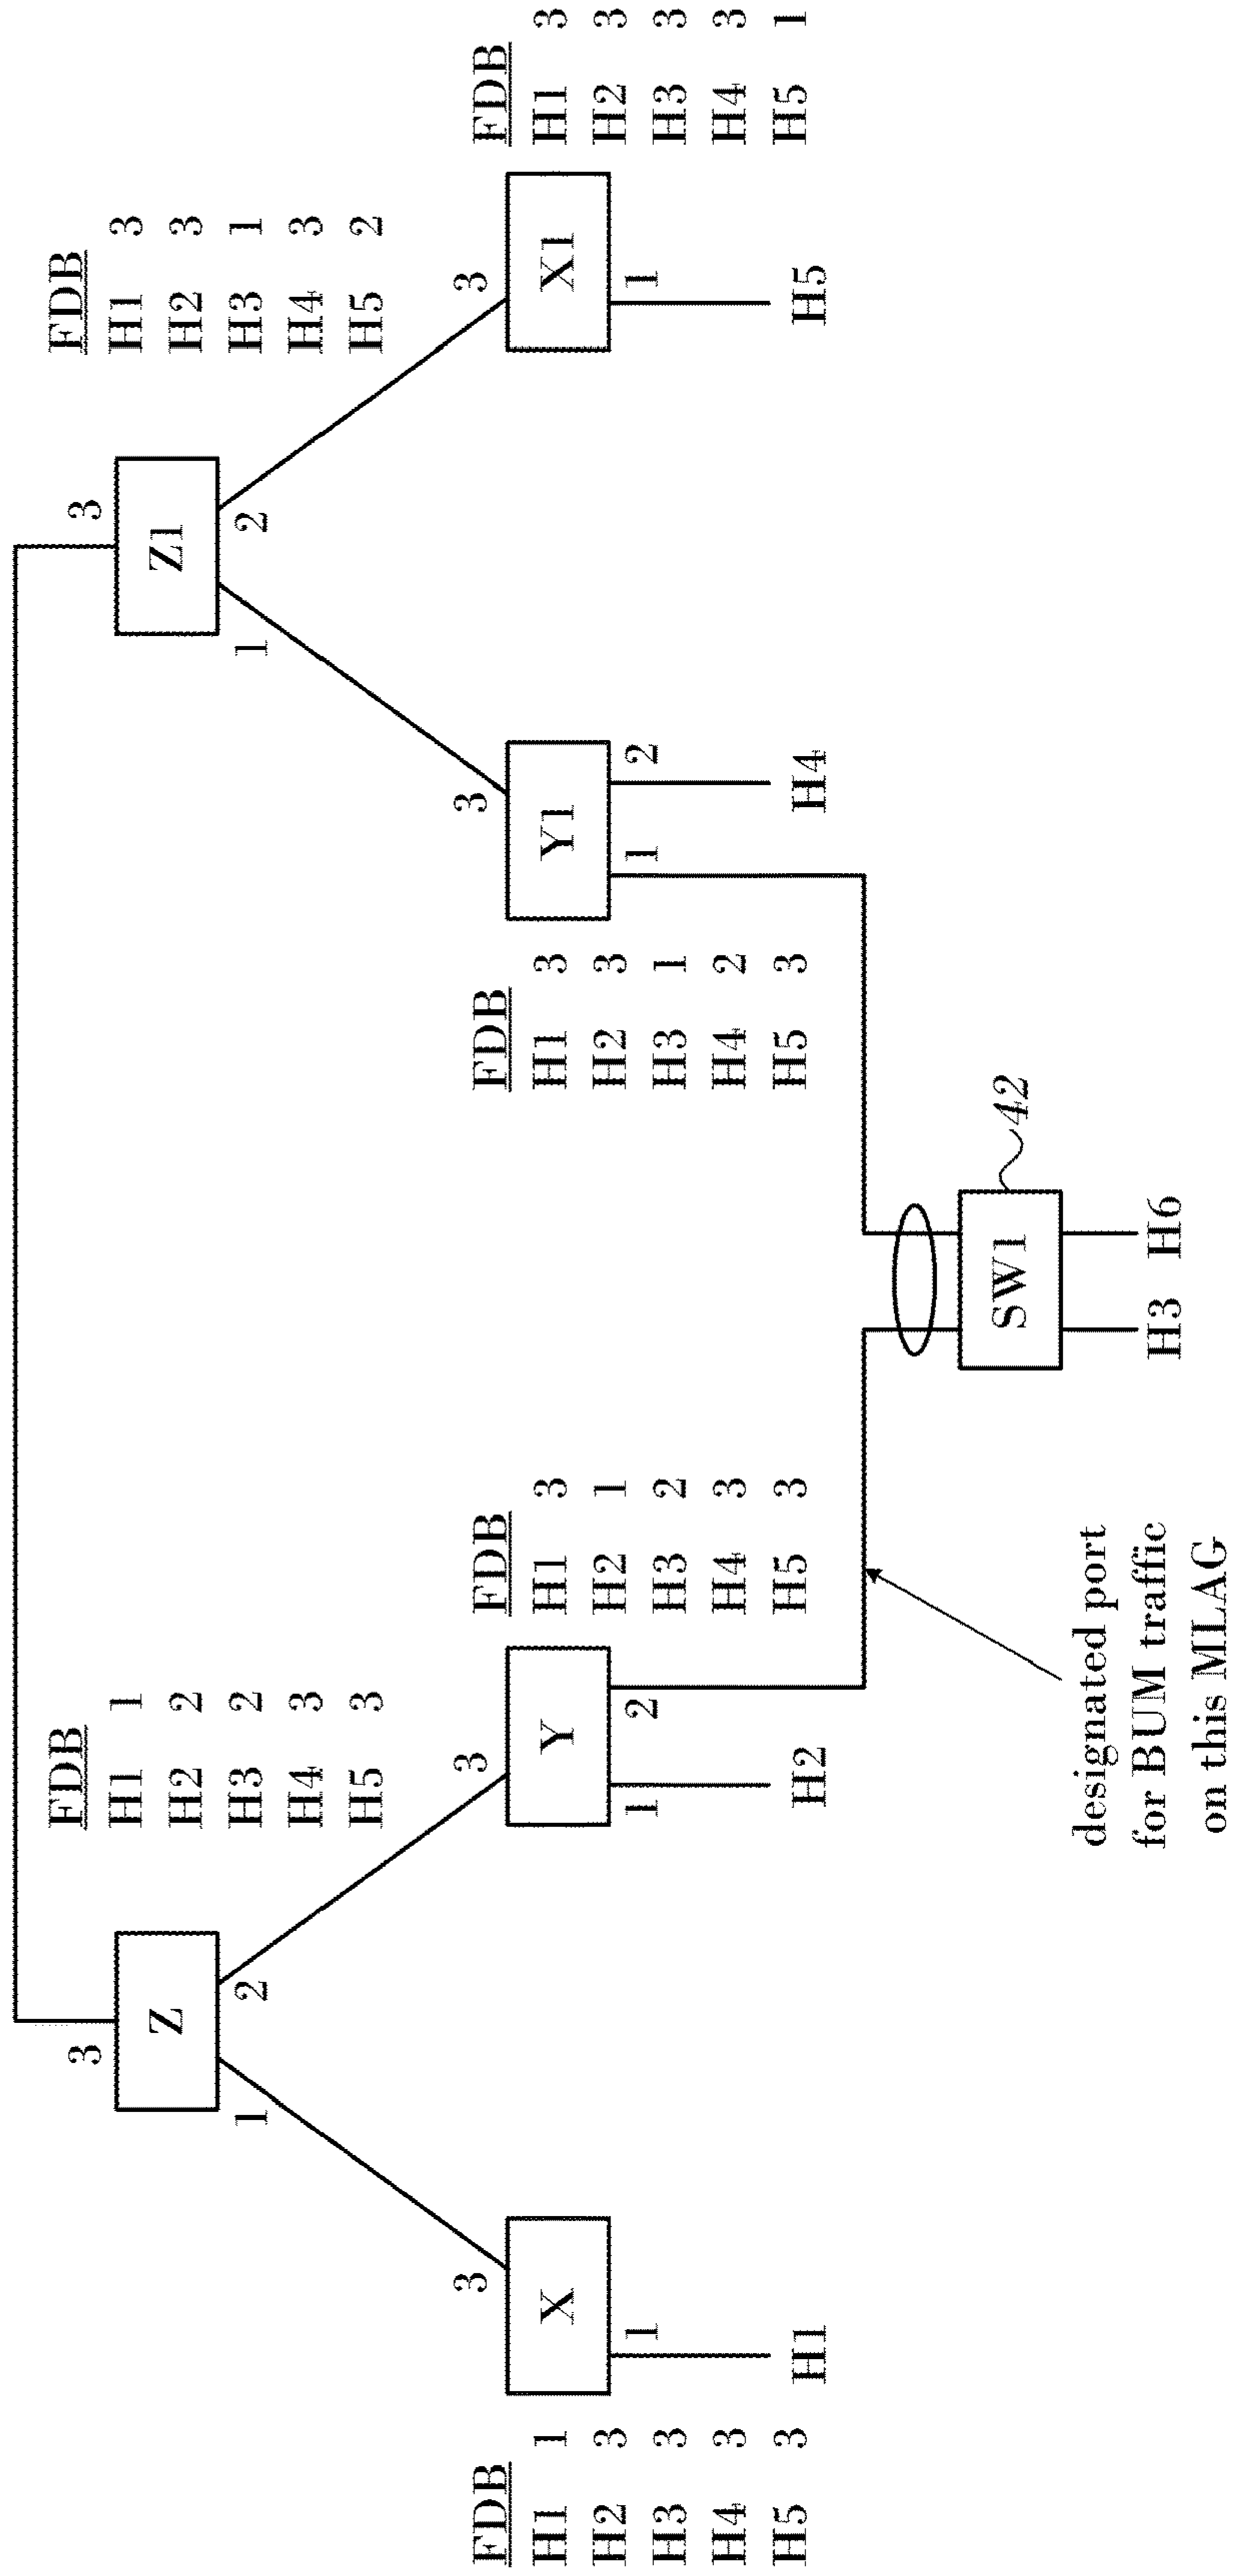 3
Z
1 2
FDB
H1 1
H2 2
H3 2
H4 3
H5 3
3
Z1
1 2
FDB
H1 3
H2 3
H3 1
H4 3
H5 2
FDB
H1 1
H2 3
H3 3
H4 3
H5 3
3
X
1
H1
3
Y
1 2
H2
FDB
H1 3
H2 1
H3 2
H4 3
H5 3
FDB
H1 3
H2 3
H3 1
H4 2
H5 3
3
Y1
1 2
H4
3
X1
1
H5
FDB
H1 3
H2 3
H3 3
H4 3
H5 1
SW1
42
H3 H6
designated port
for BUM traffic
on this MLAG